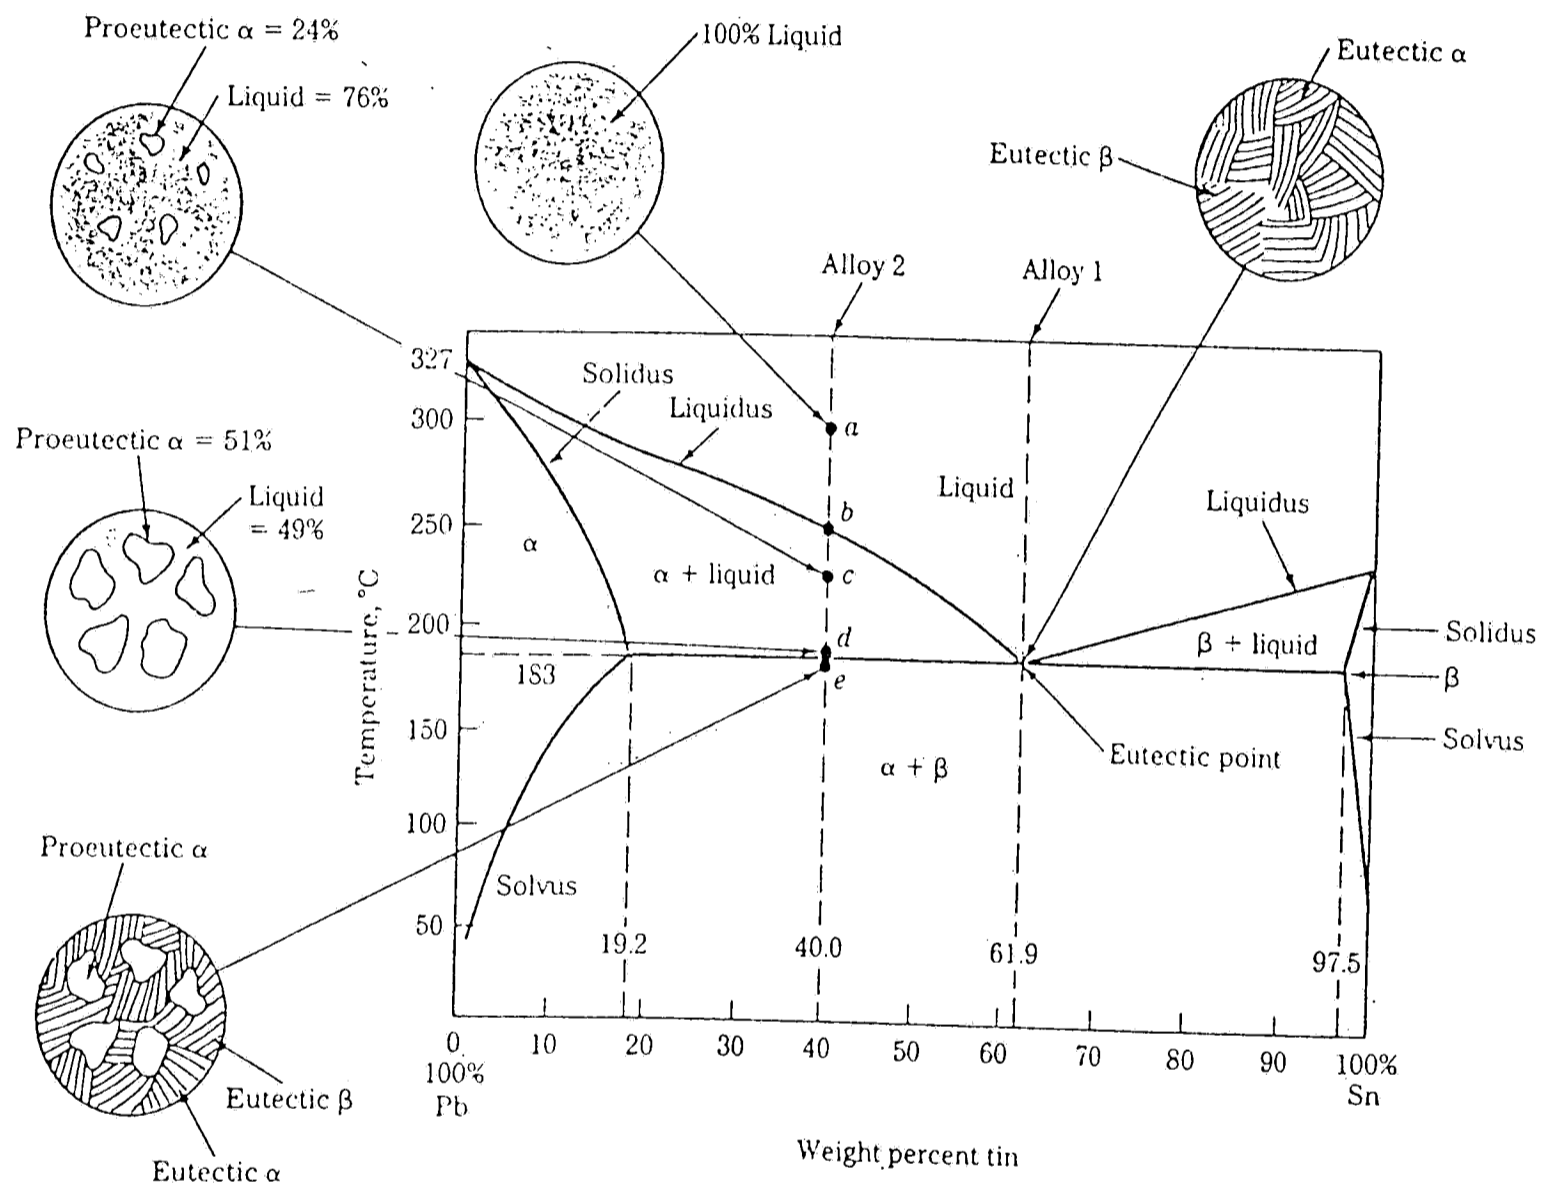 Proeutectic α = 24%
Liquid = 76%
100% Liquid
Eutectic α
Eutectic β
Alloy 2
Alloy 1
327
Solidus
Liquidus
a
300
Proeutectic α = 51%
Liquid
= 49%
Liquid
b
Liquidus
250
α
α + liquid
c
Temperature, °C
200
d
β + liquid
Solidus
183
e
β
150
Eutectic point
Solvus
α + β
100
Proeutectic α
Solvus
50
19.2
40.0
61.9
97.5
0
10
20
30
40
50
60
70
80
90
100%
100%
Pb
Sn
Eutectic β
Eutectic α
Weight percent tin